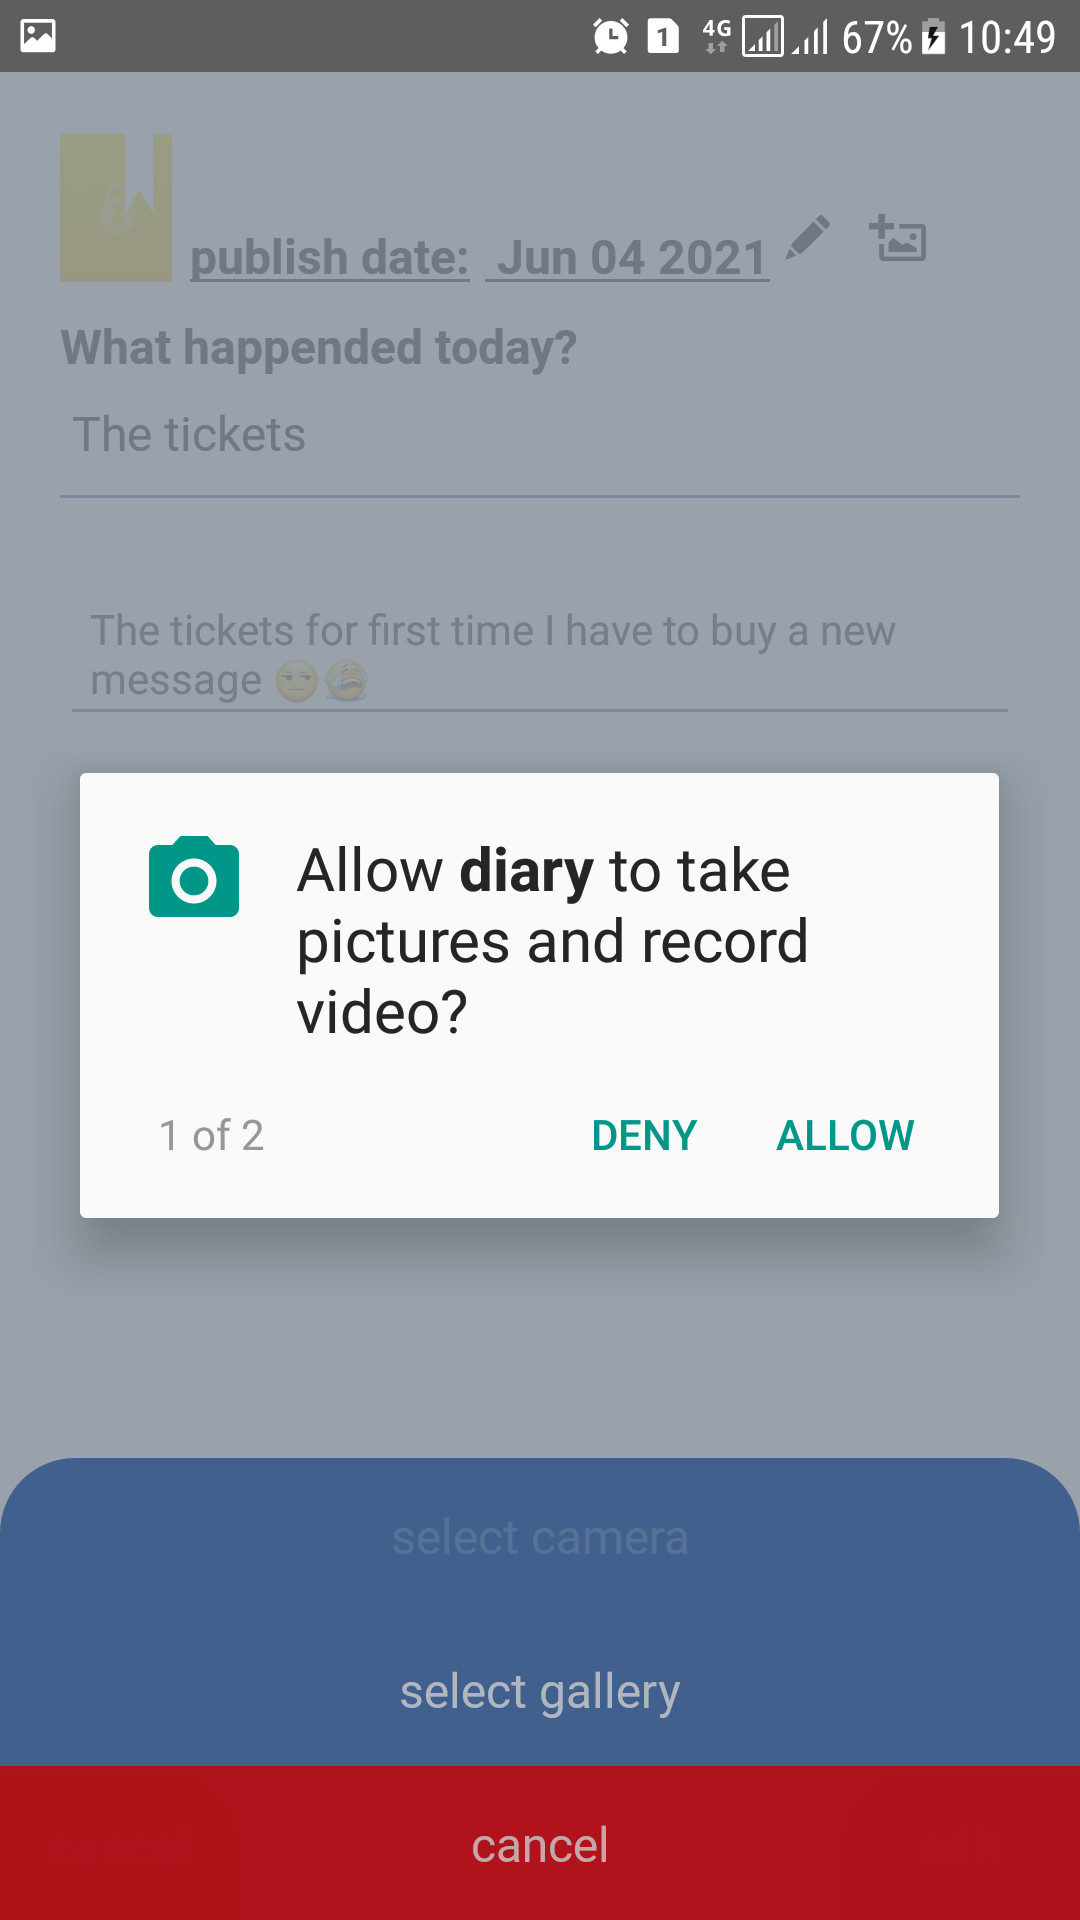 1 4G 67% 10:49
publish date: Jun 04 2021
What happended today?
The tickets
The tickets for first time I have to buy a new
message 😒😭
Allow diary to take
pictures and record
video?
1 of 2 DENY ALLOW
select camera
select gallery
cancel